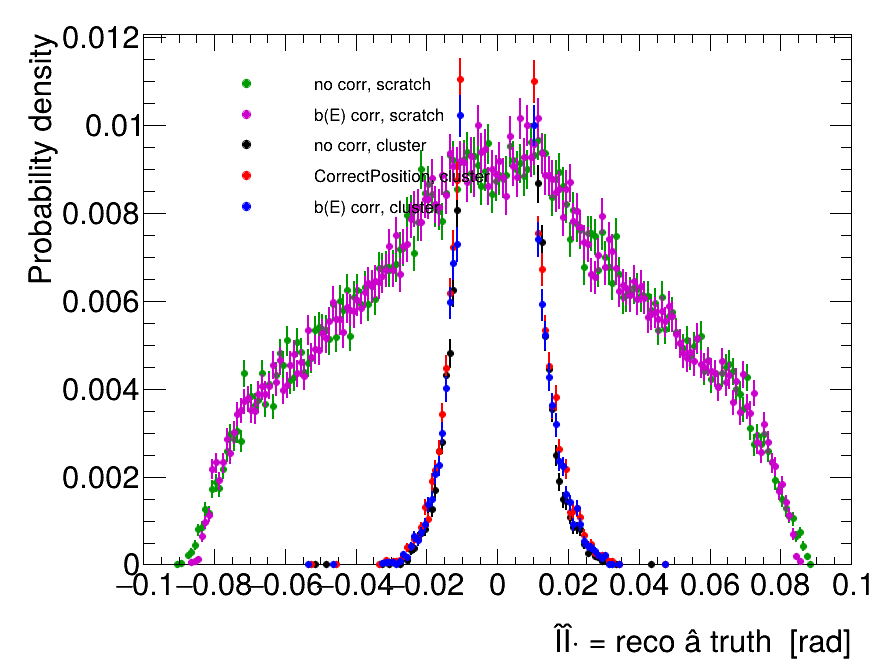 Probability density
0.012
0.01
0.008
0.006
0.004
0.002
0
no corr, scratch
b(E) corr, scratch
no corr, cluster
CorrectPosition, cluster
b(E) corr, cluster
−0.1 −0.08 −0.06 −0.04 −0.02 0 0.02 0.04 0.06 0.08 0.1
ÎÎ· = reco â truth [rad]